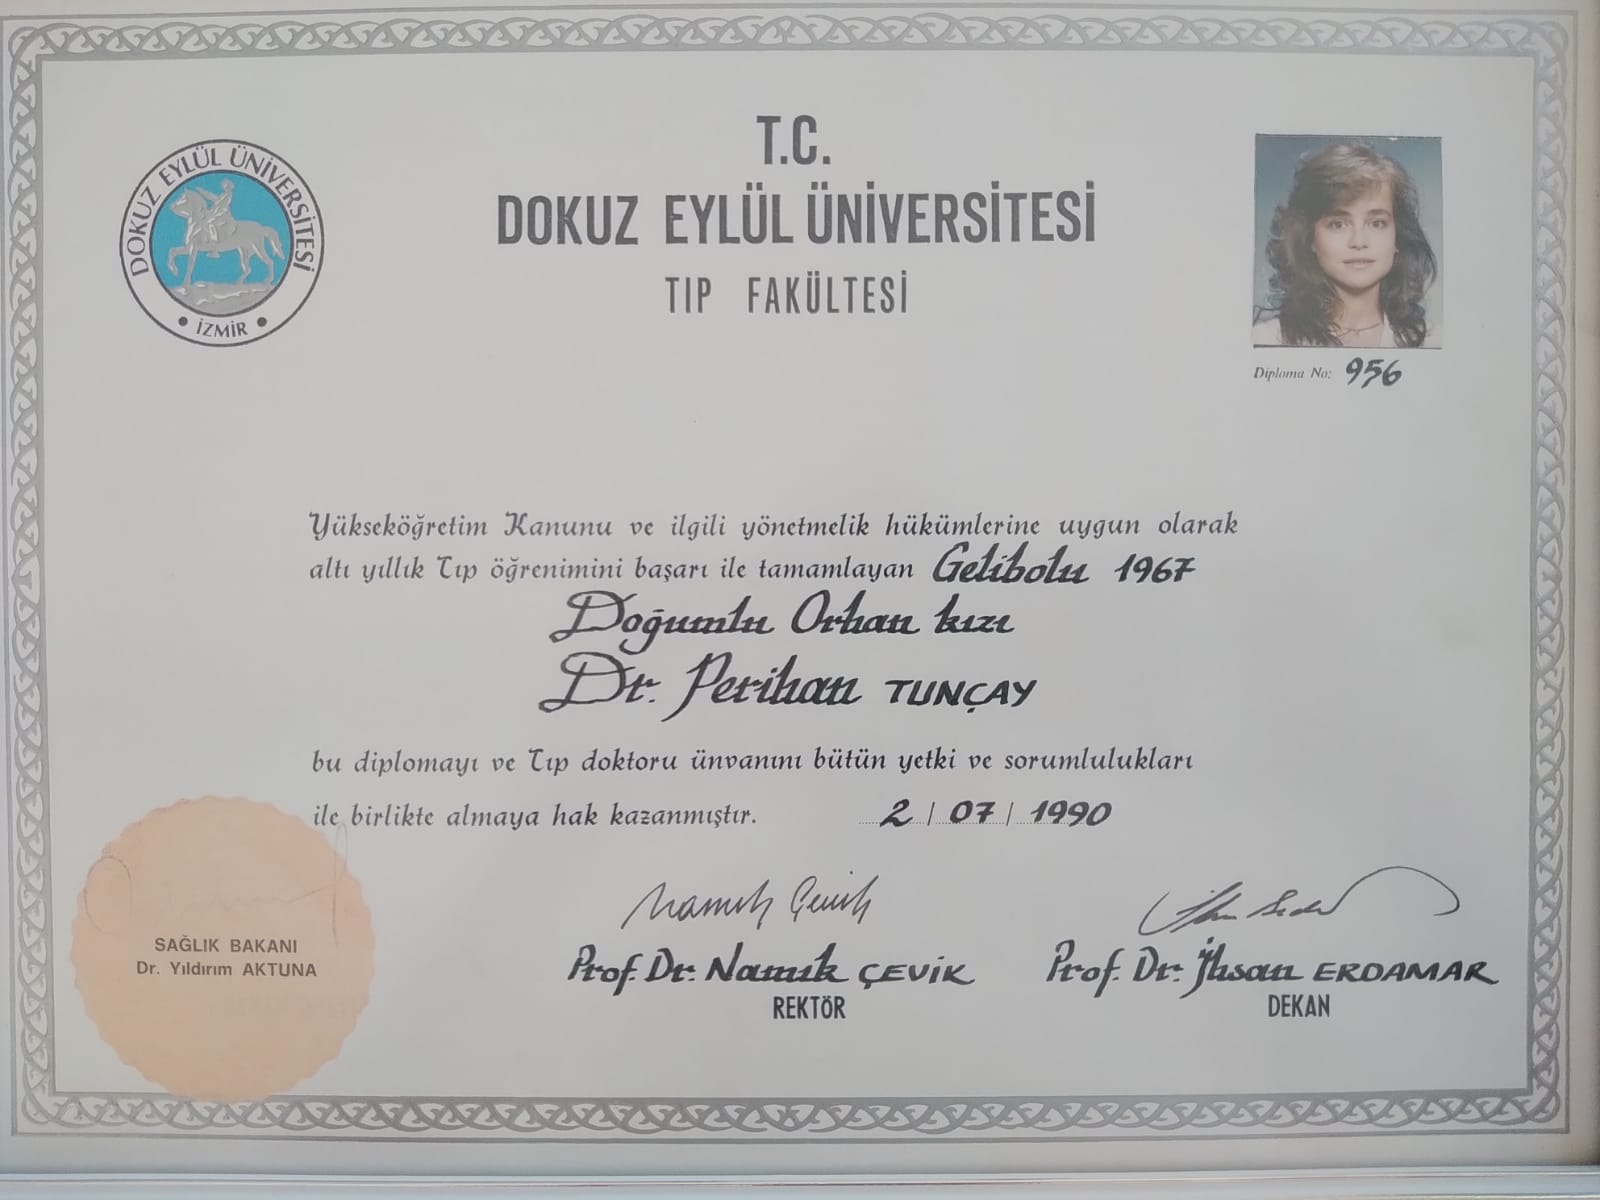 T.C.
DOKUZ EYLÜL ÜNİVERSİTESİ
TIP FAKÜLTESİ
DOKUZ EYLÜL ÜNİVERSİTESİ
• İZMİR •
Diploma No: 956
Yükseköğretim Kanunu ve ilgili yönetmelik hükümlerine uygun olarak
altı yıllık Tıp öğrenimini başarı ile tamamlayan Gelibolu 1967
Doğumlu Orhan kızı
Dr. Perihan TUNÇAY
bu diplomayı ve Tıp doktoru ünvanını bütün yetki ve sorumlulukları
ile birlikte almaya hak kazanmıştır. 2 / 07 / 1990
SAĞLIK BAKANI
Dr. Yıldırım AKTUNA
Namık Çevik
Prof. Dr. Namık ÇEVİK
REKTÖR
Prof. Dr. İhsan ERDAMAR
DEKAN